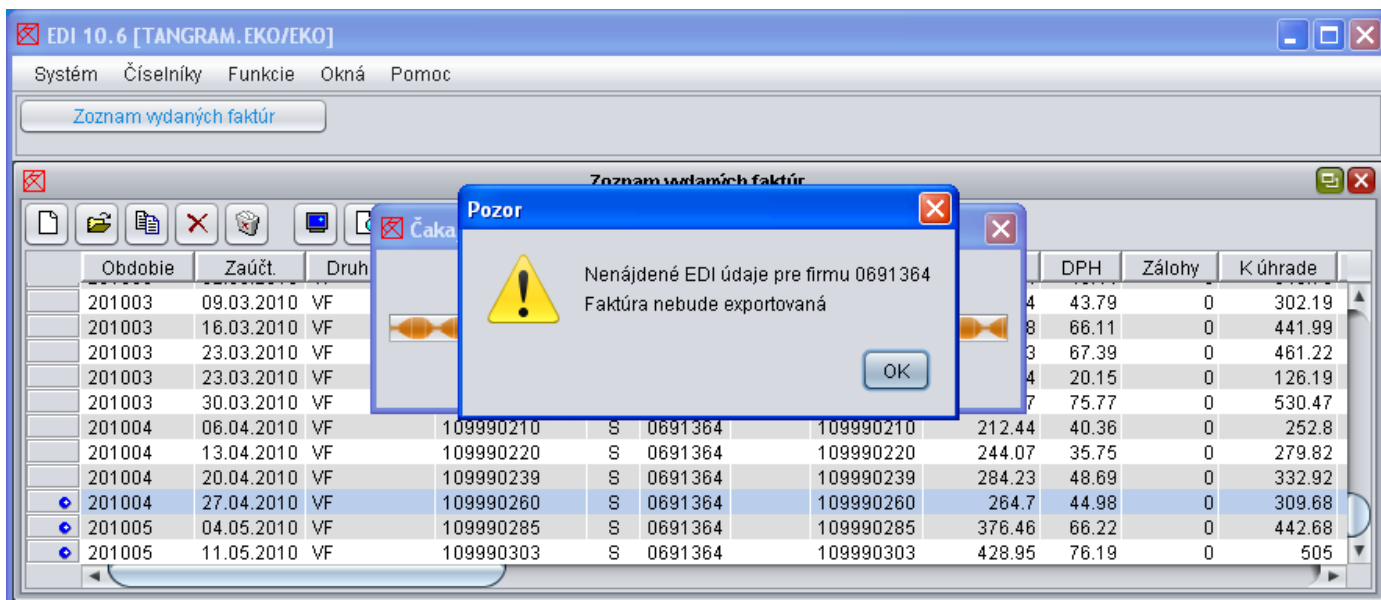 EDI 10.6 [TANGRAM.EKO/EKO]
Systém Číselníky Funkcie Okná Pomoc
Zoznam vydaných faktúr
Zoznam vydaných faktúr
Pozor
Čaka
Nenájdené EDI údaje pre firmu 0691364
Faktúra nebude exportovaná
OK
Obdobie Zaúčt. Druh DPH Zálohy K úhrade
201003 09.03.2010 VF 4 43.79 0 302.19
201003 16.03.2010 VF 8 66.11 0 441.99
201003 23.03.2010 VF 3 67.39 0 461.22
201003 23.03.2010 VF 4 20.15 0 126.19
201003 30.03.2010 VF 7 75.77 0 530.47
201004 06.04.2010 VF 109990210 S 0691364 109990210 212.44 40.36 0 252.8
201004 13.04.2010 VF 109990220 S 0691364 109990220 244.07 35.75 0 279.82
201004 20.04.2010 VF 109990239 S 0691364 109990239 284.23 48.69 0 332.92
201004 27.04.2010 VF 109990260 S 0691364 109990260 264.7 44.98 0 309.68
201005 04.05.2010 VF 109990285 S 0691364 109990285 376.46 66.22 0 442.68
201005 11.05.2010 VF 109990303 S 0691364 109990303 428.95 76.19 0 505